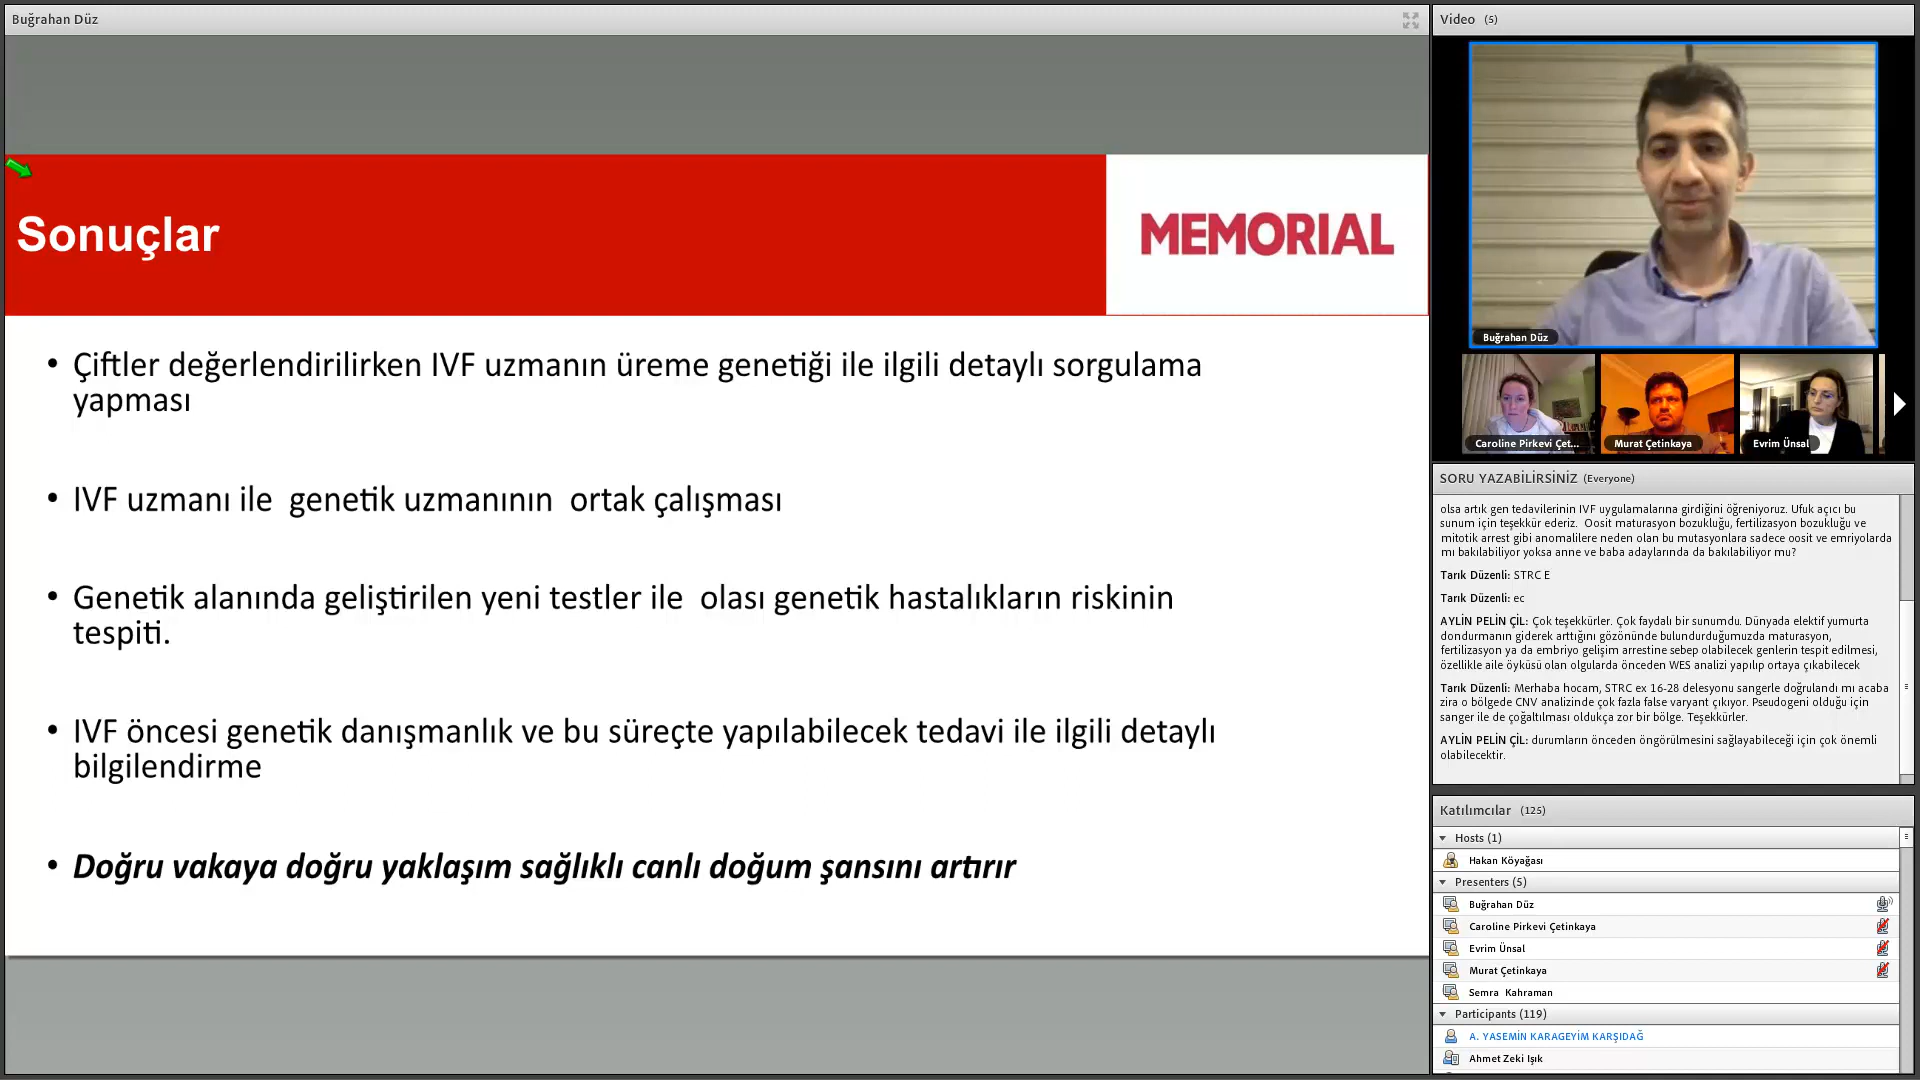 Buğrahan Düz
Sonuçlar
MEMORIAL
• Çiftler değerlendirilirken IVF uzmanın üreme genetiği ile ilgili detaylı sorgulama
yapması
• IVF uzmanı ile  genetik uzmanının  ortak çalışması
• Genetik alanında geliştirilen yeni testler ile  olası genetik hastalıkların riskinin
tespiti.
• IVF öncesi genetik danışmanlık ve bu süreçte yapılabilecek tedavi ile ilgili detaylı
bilgilendirme
• Doğru vakaya doğru yaklaşım sağlıklı canlı doğum şansını artırır
Video (5)
Buğrahan Düz
Caroline Pirkevi Çet...
Murat Çetinkaya
Evrim Ünsal
SORU YAZABİLİRSİNİZ (Everyone)
olsa artık gen tedavilerinin IVF uygulamalarına girdiğini öğreniyoruz. Ufuk açıcı bu
sunum için teşekkür ederiz.  Oosit maturasyon bozukluğu, fertilizasyon bozukluğu ve
mitotik arrest gibi anomalilere neden olan bu mutasyonlara sadece oosit ve emriyolarda
mı bakılabiliyor yoksa anne ve baba adaylarında da bakılabiliyor mu?
Tarık Düzenli: STRC E
Tarık Düzenli: ec
AYLİN PELİN ÇİL: Çok teşekkürler. Çok faydalı bir sunumdu. Dünyada elektif yumurta
dondurmanın giderek arttığını gözönünde bulundurduğumuzda maturasyon,
fertilizasyon ya da embriyo gelişim arrestine sebep olabilecek genlerin tespit edilmesi,
özellikle aile öyküsü olan olgularda önceden WES analizi yapılıp ortaya çıkabilecek
Tarık Düzenli: Merhaba hocam, STRC ex 16-28 delesyonu sangerle doğrulandı mı acaba
zira o bölgede CNV analizinde çok fazla false varyant çıkıyor. Pseudogeni olduğu için
sanger ile de çoğaltılması oldukça zor bir bölge. Teşekkürler.
AYLİN PELİN ÇİL: durumların önceden öngörülmesini sağlayabileceği için çok önemli
olabilecektir.
Katılımcılar (125)
Hosts (1)
Hakan Köyağası
Presenters (5)
Buğrahan Düz
Caroline Pirkevi Çetinkaya
Evrim Ünsal
Murat Çetinkaya
Semra  Kahraman
Participants (119)
A. YASEMİN KARAGEYİM KARŞIDAĞ
Ahmet Zeki Işık